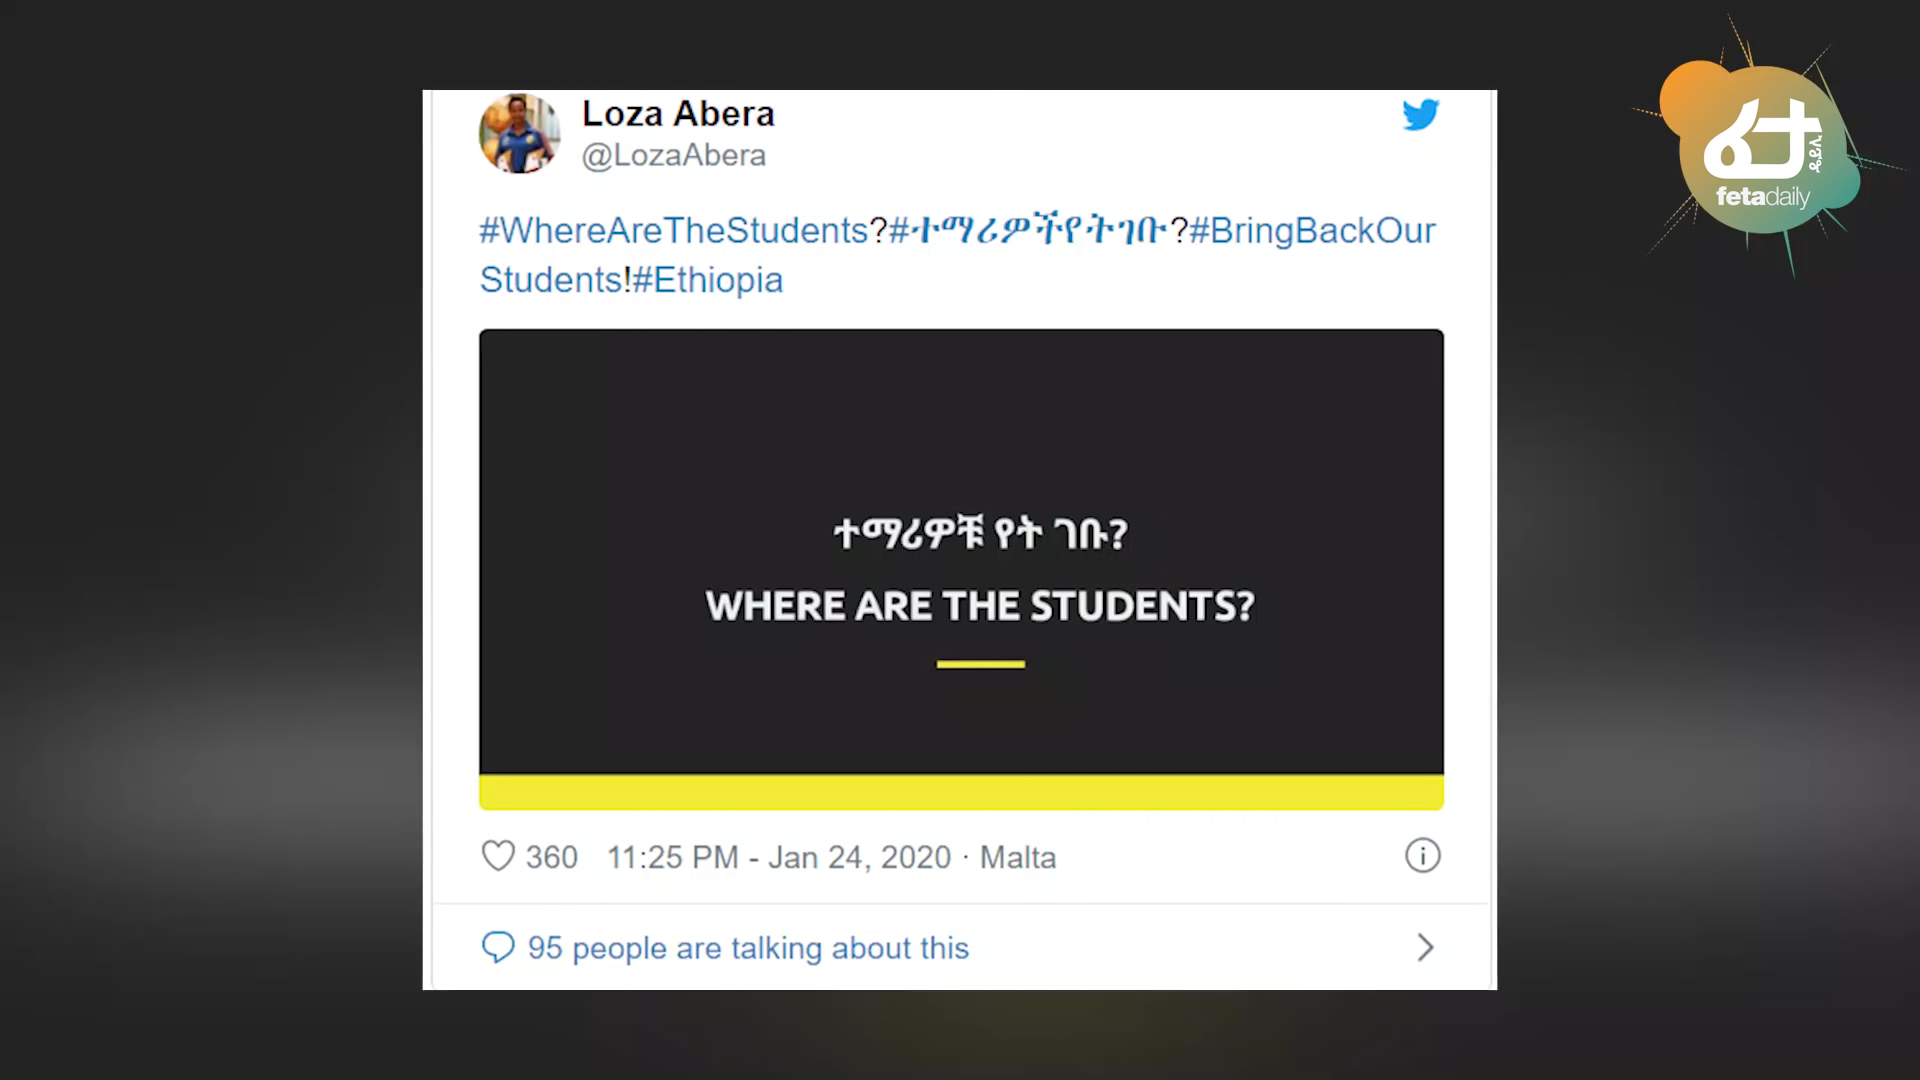 Loza Abera
@LozaAbera
#WhereAreTheStudents?#ተማሪዎችየትገቡ?#BringBackOur
Students!#Ethiopia
ተማሪዎቹ የት ገቡ?
WHERE ARE THE STUDENTS?
360 11:25 PM - Jan 24, 2020 · Malta
95 people are talking about this
ፈታ
fetadaily